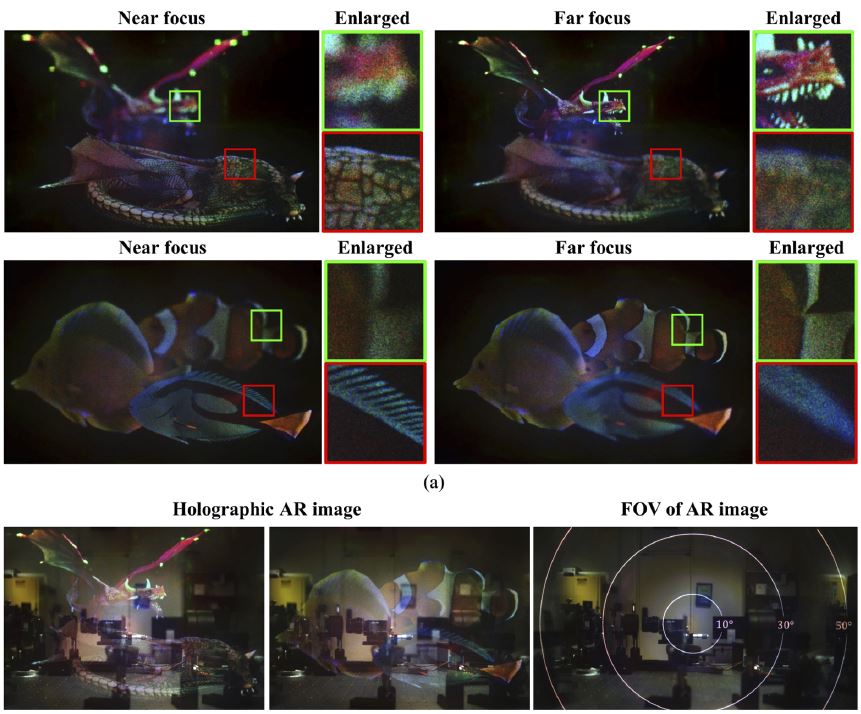 Near focus Enlarged Far focus Enlarged
Near focus Enlarged Far focus Enlarged
(a)
Holographic AR image FOV of AR image
10° 30° 50°